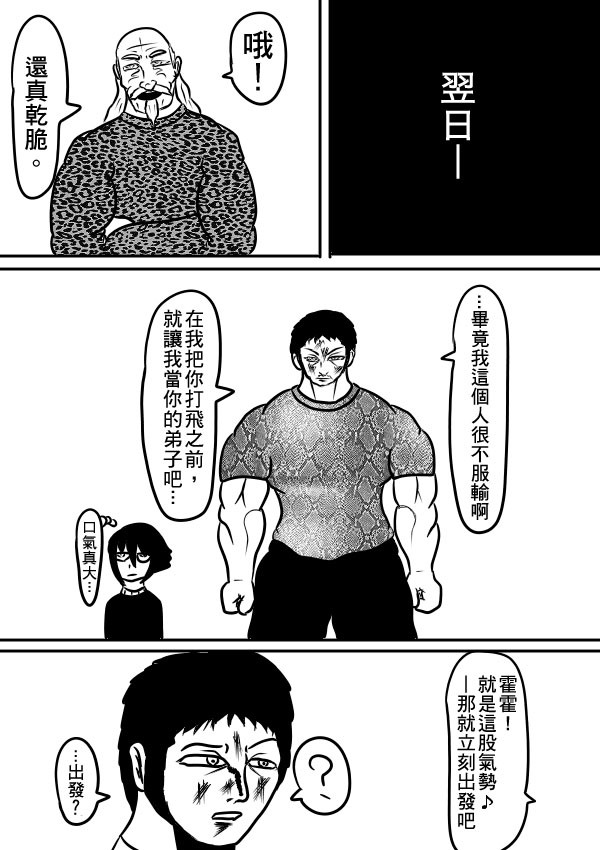 翌日—
哦！
還真乾脆。
…畢竟我這個人很不服輸啊
在我把你打飛之前，
就讓我當你的弟子吧…
口氣真大…
霍霍！
就是這股氣勢♪
—那就立刻出發吧
？
…出發？